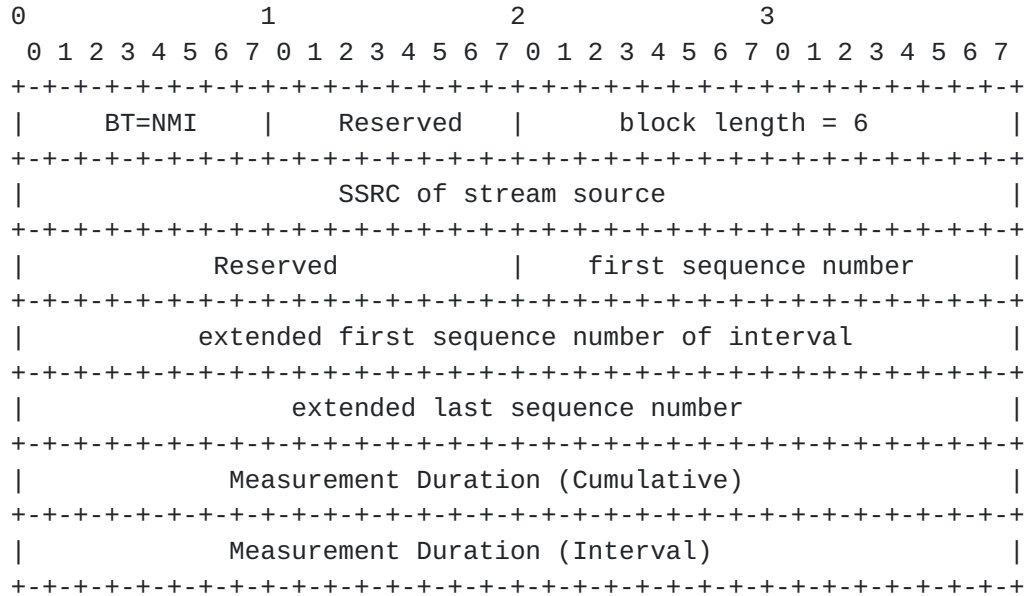 0               1               2               3
 0 1 2 3 4 5 6 7 0 1 2 3 4 5 6 7 0 1 2 3 4 5 6 7 0 1 2 3 4 5 6 7
+-+-+-+-+-+-+-+-+-+-+-+-+-+-+-+-+-+-+-+-+-+-+-+-+-+-+-+-+-+-+-+-+
|     BT=NMI    |    Reserved   |      block length = 6         |
+-+-+-+-+-+-+-+-+-+-+-+-+-+-+-+-+-+-+-+-+-+-+-+-+-+-+-+-+-+-+-+-+
|                    SSRC of stream source                      |
+-+-+-+-+-+-+-+-+-+-+-+-+-+-+-+-+-+-+-+-+-+-+-+-+-+-+-+-+-+-+-+-+
|            Reserved           |    first sequence number      |
+-+-+-+-+-+-+-+-+-+-+-+-+-+-+-+-+-+-+-+-+-+-+-+-+-+-+-+-+-+-+-+-+
|           extended first sequence number of interval          |
+-+-+-+-+-+-+-+-+-+-+-+-+-+-+-+-+-+-+-+-+-+-+-+-+-+-+-+-+-+-+-+-+
|                 extended last sequence number                 |
+-+-+-+-+-+-+-+-+-+-+-+-+-+-+-+-+-+-+-+-+-+-+-+-+-+-+-+-+-+-+-+-+
|             Measurement Duration (Cumulative)                 |
+-+-+-+-+-+-+-+-+-+-+-+-+-+-+-+-+-+-+-+-+-+-+-+-+-+-+-+-+-+-+-+-+
|             Measurement Duration (Interval)                   |
+-+-+-+-+-+-+-+-+-+-+-+-+-+-+-+-+-+-+-+-+-+-+-+-+-+-+-+-+-+-+-+-+